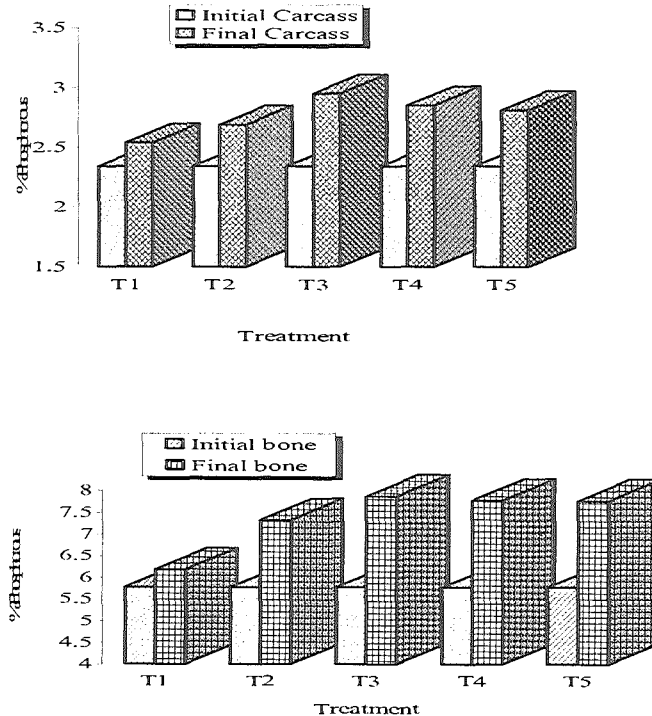 Initial Carcass
Final Carcass
3.5
3
2.5
2
1.5
%Phosphorous
T1 T2 T3 T4 T5
Treatment
Initial bone
Final bone
8
7.5
7
6.5
6
5.5
5
4.5
4
%Phosphorous
T1 T2 T3 T4 T5
Treatment